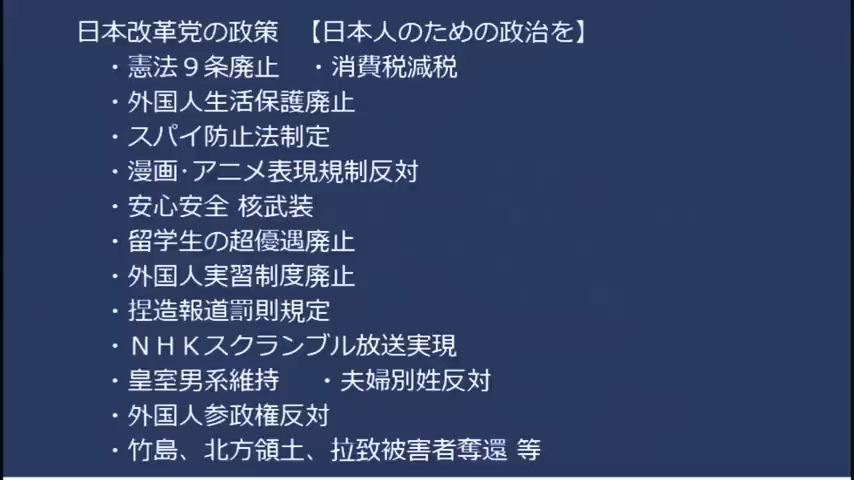 日本改革党の政策　【日本人のための政治を】
・憲法９条廃止　・消費税減税
・外国人生活保護廃止
・スパイ防止法制定
・漫画･アニメ表現規制反対
・安心安全 核武装
・留学生の超優遇廃止
・外国人実習制度廃止
・捏造報道罰則規定
・ＮＨＫスクランブル放送実現
・皇室男系維持　・夫婦別姓反対
・外国人参政権反対
・竹島、北方領土、拉致被害者奪還 等